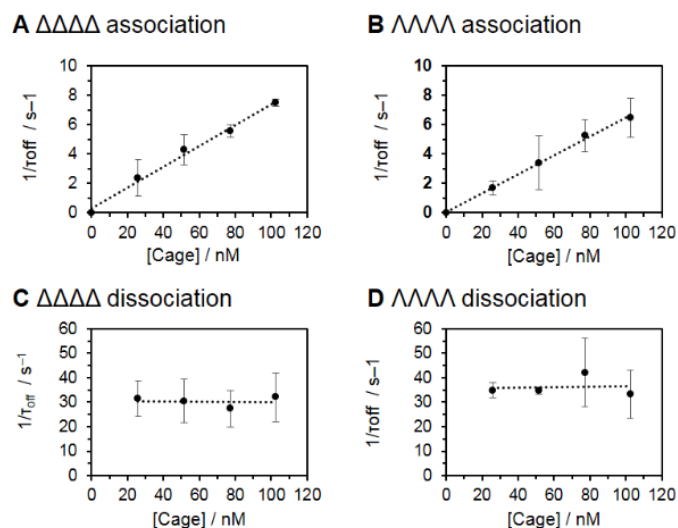 A ΔΔΔΔ association
10
8
6
4
2
0
1/τoff / s–1
0 20 40 60 80 100 120
[Cage] / nM
B ΛΛΛΛ association
10
8
6
4
2
0
1/τoff / s–1
0 20 40 60 80 100 120
[Cage] / nM
C ΔΔΔΔ dissociation
60
50
40
30
20
10
0
1/τoff / s–1
0 20 40 60 80 100 120
[Cage] / nM
D ΛΛΛΛ dissociation
60
50
40
30
20
10
0
1/τoff / s–1
0 20 40 60 80 100 120
[Cage] / nM